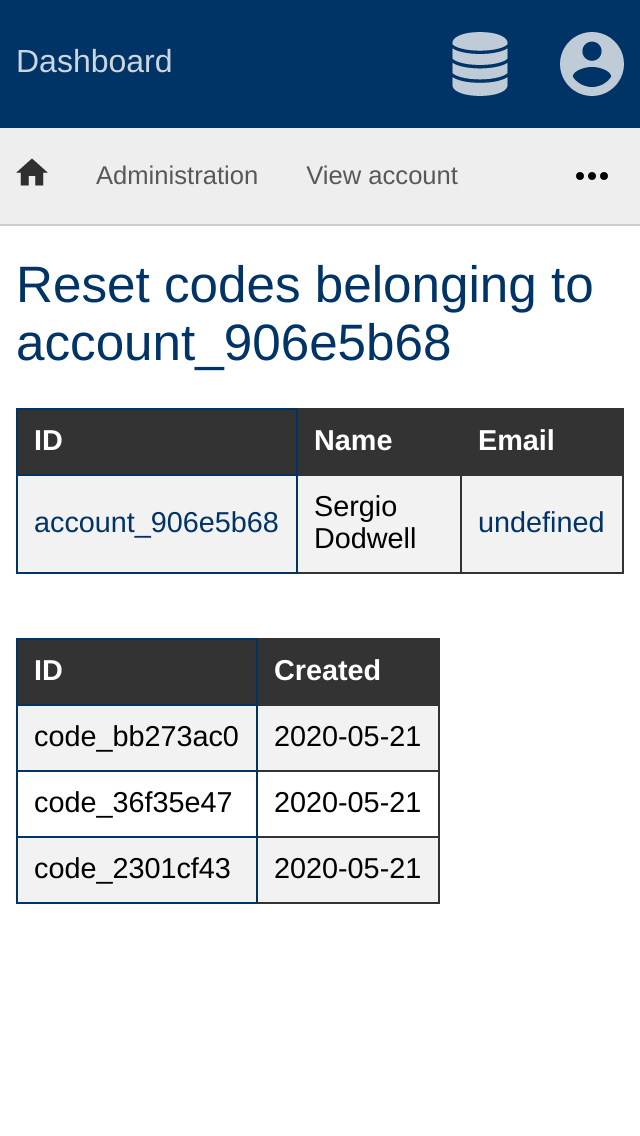 Dashboard
Administration View account
Reset codes belonging to
account_906e5b68
ID Name Email
account_906e5b68 Sergio Dodwell undefined
ID Created
code_bb273ac0 2020-05-21
code_36f35e47 2020-05-21
code_2301cf43 2020-05-21